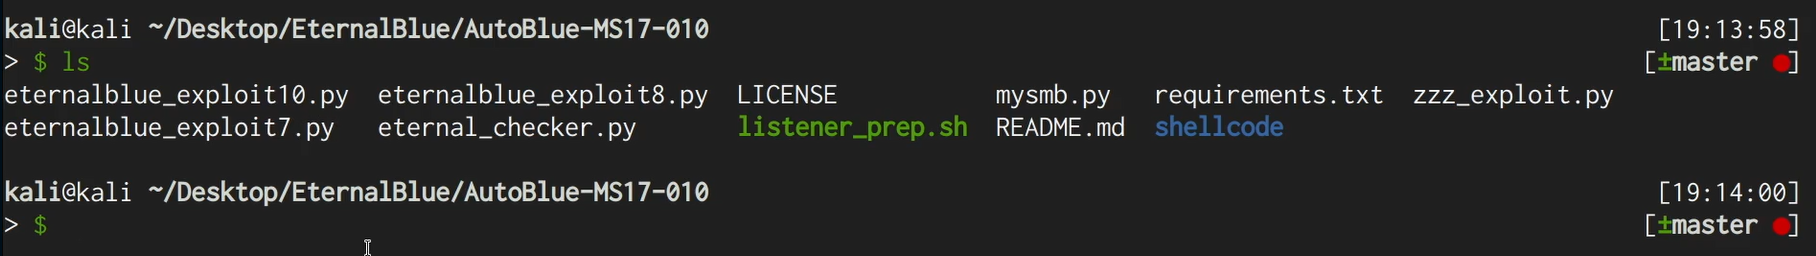 kali@kali ~/Desktop/EternalBlue/AutoBlue-MS17-010 [19:13:58]
> $ ls [±master ●]
eternalblue_exploit10.py eternalblue_exploit8.py LICENSE mysmb.py requirements.txt zzz_exploit.py
eternalblue_exploit7.py eternal_checker.py listener_prep.sh README.md shellcode
kali@kali ~/Desktop/EternalBlue/AutoBlue-MS17-010 [19:14:00]
> $ [±master ●]